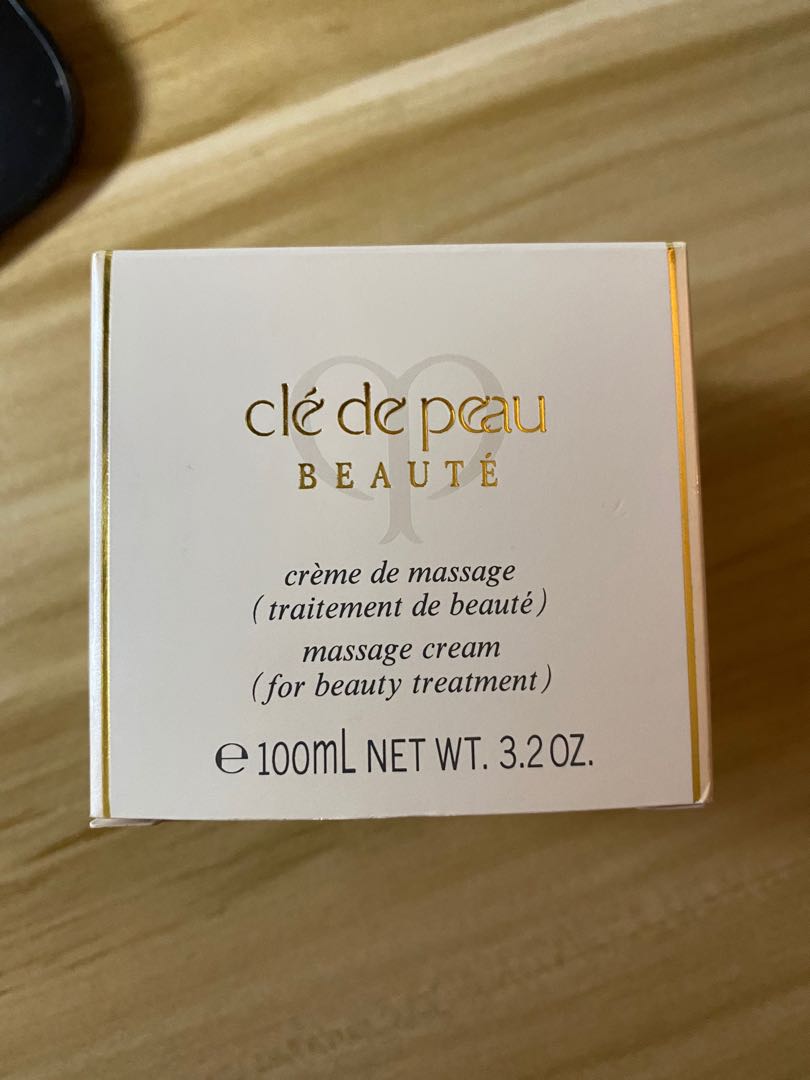 clé de peau
BEAUTÉ
crème de massage
(traitement de beauté)
massage cream
(for beauty treatment)
℮ 100mL NET WT. 3.2 OZ.